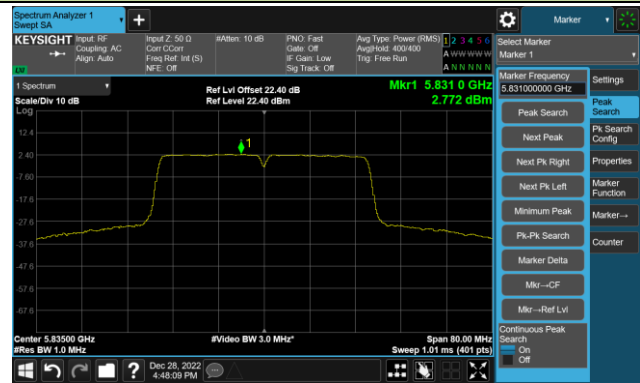 Spectrum Analyzer 1
Swept SA
Marker
KEYSIGHT
Input: RF
Coupling: AC
Align: Auto
Input Z: 50 Ω
Corr CCorr
Freq Ref: Int (S)
NFE: Off
#Atten: 10 dB
PNO: Fast
Gate: Off
IF Gain: Low
Sig Track: Off
Avg Type: Power (RMS)
Avg|Hold: 400/400
Trig: Free Run
1 2 3 4 5 6
A W W W W W
A N N N N N
Select Marker
Marker 1
LW
1 Spectrum
Scale/Div 10 dB
Log
Ref Lvl Offset 22.40 dB
Ref Level 22.40 dBm
Mkr1 5.831 0 GHz
2.772 dBm
1
12.4
2.40
-7.60
-17.6
-27.6
-37.6
-47.6
-57.6
-67.6
Center 5.83500 GHz
#Res BW 1.0 MHz
#Video BW 3.0 MHz*
Span 80.00 MHz
Sweep 1.01 ms (401 pts)
Marker Frequency
5.831000000 GHz
Peak Search
Next Peak
Next Pk Right
Next Pk Left
Minimum Peak
Pk-Pk Search
Marker Delta
Mkr→CF
Mkr→Ref Lvl
Continuous Peak
Search
On
Off
Settings
Peak
Search
Pk Search
Config
Properties
Marker
Function
Marker→
Counter
?
Dec 28, 2022
4:48:09 PM